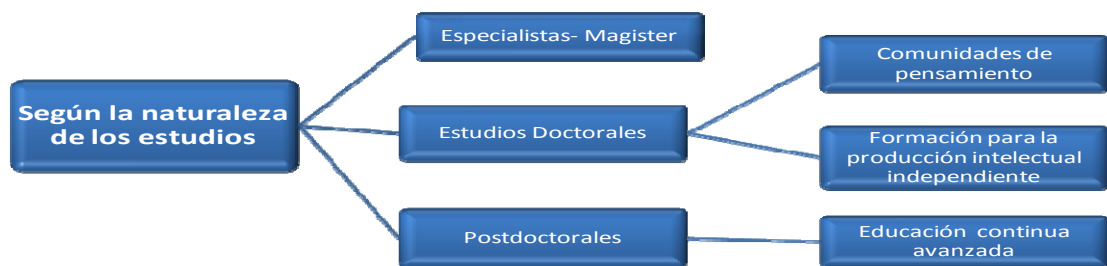 Según la naturaleza
de los estudios
Especialistas- Magister
Estudios Doctorales
Postdoctorales
Comunidades de
pensamiento
Formación para la
producción intelectual
independiente
Educación continua
avanzada